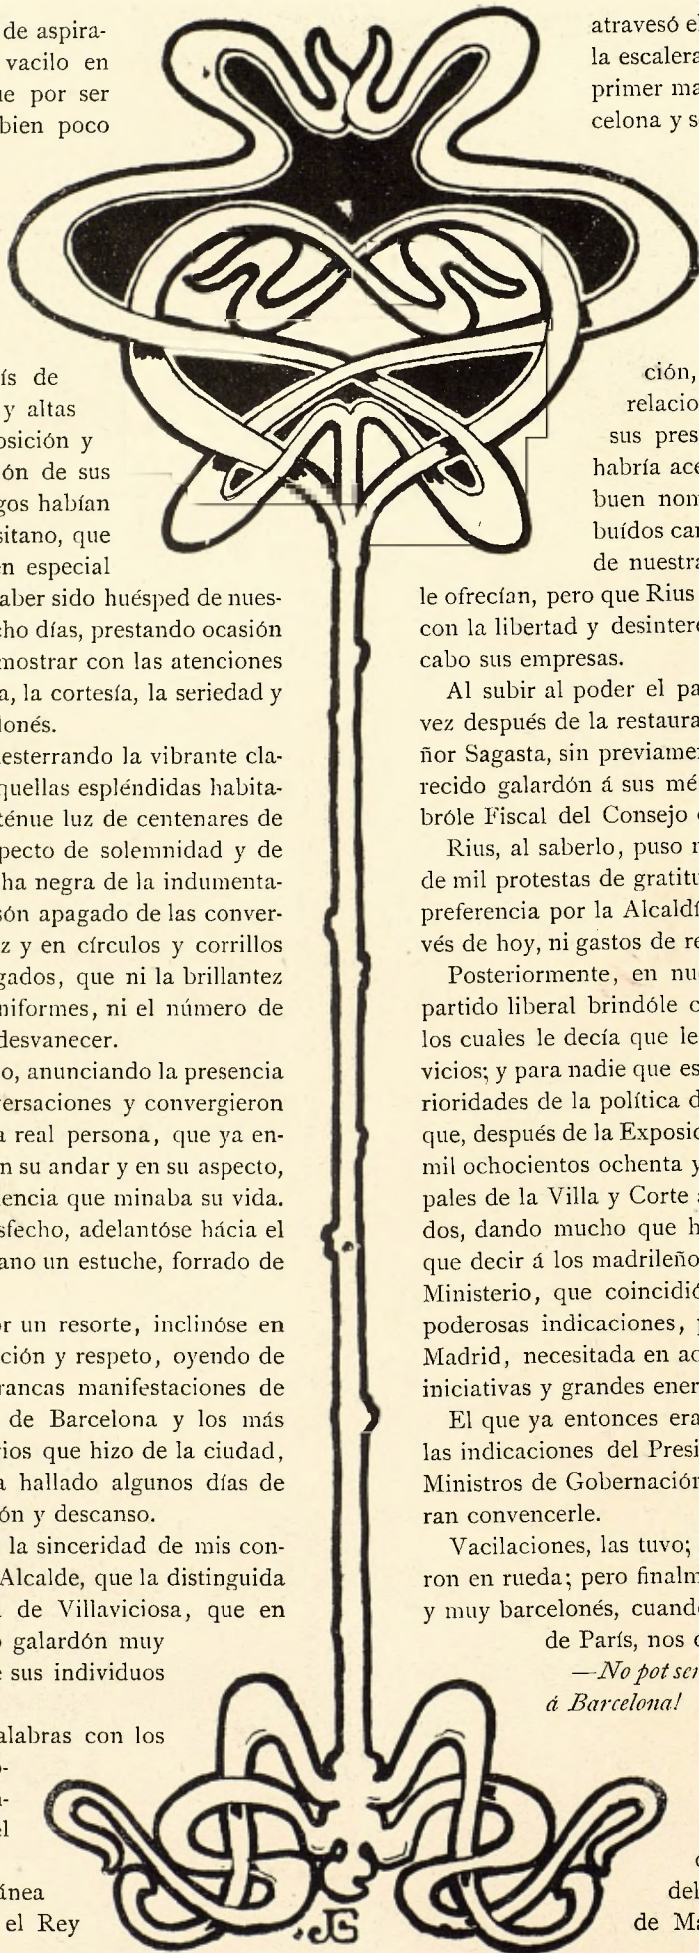 de aspira-
vacilo en
ue por ser
bien poco
ís de
y altas
osición y
ón de sus
gos habían
sitano, que
en especial
aber sido huésped de nues-
cho días, prestando ocasión
mostrar con las atenciones
a, la cortesía, la seriedad y
lonés.
esterrando la vibrante cla-
quellas espléndidas habita-
ténue luz de centenares de
pecto de solemnidad y de
ha negra de la indumenta-
són apagado de las conver-
z y en círculos y corrillos
gados, que ni la brillantez
niformes, ni el número de
desvanecer.
o, anunciando la presencia
versaciones y convergieron
a real persona, que ya en-
n su andar y en su aspecto,
lencia que minaba su vida.
sfecho, adelantóse hácia el
ano un estuche, forrado de
or un resorte, inclinóse en
ción y respeto, oyendo de
rancas manifestaciones de
de Barcelona y los más
rios que hizo de la ciudad,
a hallado algunos días de
ón y descanso.
la sinceridad de mis con-
Alcalde, que la distinguida
a de Villaviciosa, que en
o galardón muy
e sus individuos
alabras con los
o-
a-
el
ínea
el Rey
JG
atravesó el
la escalera
primer ma
celona y s
ción,
relacio
sus pres
habría ace
buen nom
buídos car
de nuestra
le ofrecían, pero que Rius
con la libertad y desintere
cabo sus empresas.
Al subir al poder el pa
vez después de la restaura
ñor Sagasta, sin previamen
recido galardón á sus mé
bróle Fiscal del Consejo
Rius, al saberlo, puso
de mil protestas de gratitu
preferencia por la Alcaldí
vés de hoy, ni gastos de re
Posteriormente, en nu
partido liberal brindóle c
los cuales le decía que le
vicios; y para nadie que es
rioridades de la política d
que, después de la Exposic
mil ochocientos ochenta y
pales de la Villa y Corte
dos, dando mucho que h
que decir á los madrileño
Ministerio, que coincidió
poderosas indicaciones,
Madrid, necesitada en ac
iniciativas y grandes ener
El que ya entonces era
las indicaciones del Presi
Ministros de Gobernación
ran convencerle.
Vacilaciones, las tuvo;
ron en rueda; pero finalm
y muy barcelonés, cuando
de París, nos
—No pot ser
á Barcelona!
del
de Ma